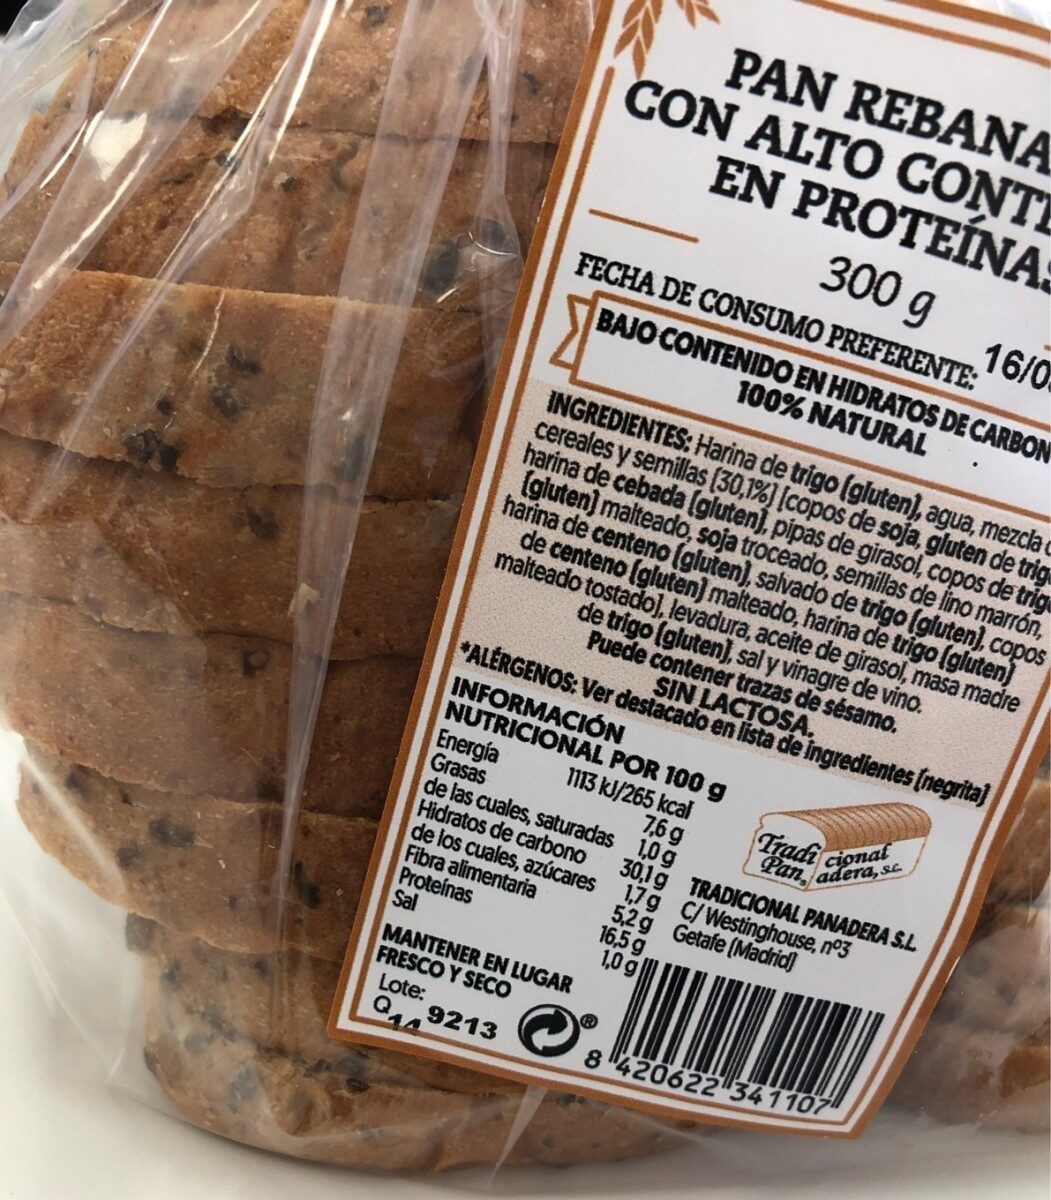 PAN REBANA
CON ALTO CONTE
EN PROTEÍNAS
300 g
FECHA DE CONSUMO PREFERENTE: 16/0
BAJO CONTENIDO EN HIDRATOS DE CARBON
100% NATURAL
INGREDIENTES: Harina de trigo (gluten), agua, mezcla
cereales y semillas (30,1%) [copos de soja, gluten de trig
harina de cebada (gluten), pipas de girasol, copos de trig
(gluten) malteado, soja troceado, semillas de lino marrón,
harina de centeno (gluten), salvado de trigo (gluten), copos
de centeno (gluten) malteado, harina de trigo (gluten)
malteado tostado], levadura, aceite de girasol, masa madre
de trigo (gluten), sal y vinagre de vino.
Puede contener trazas de sésamo.
SIN LACTOSA.
*ALÉRGENOS: Ver destacado en lista de ingredientes (negrita)
INFORMACIÓN
NUTRICIONAL POR 100 g
Energía 1113 kJ/265 kcal
Grasas 7,6 g
de las cuales, saturadas 1,0 g
Hidratos de carbono 30,1 g
de los cuales, azúcares 1,7 g
Fibra alimentaria 5,2 g
Proteínas 16,5 g
Sal 1,0 g
MANTENER EN LUGAR
FRESCO Y SECO
Lote:
Q14 9213
®
Tradicional
Panadera, S.L.
TRADICIONAL PANADERA S.L
C/ Westinghouse, nº3
Getafe (Madrid)
8 420622 341107